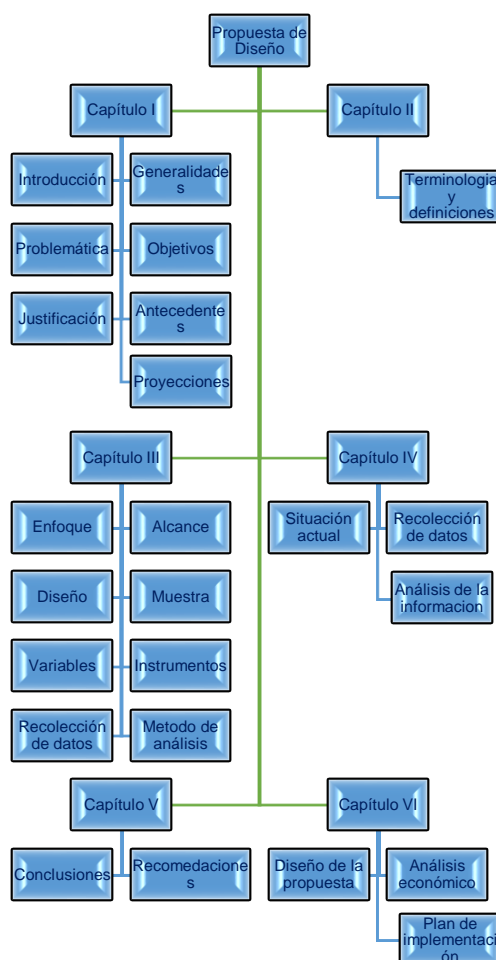 Propuesta de
Diseño
Capítulo I
Capítulo II
Introducción
Generalidade
s
Terminologia
y
definiciones
Problemática
Objetivos
Justificación
Antecedente
s
Proyecciones
Capítulo III
Capítulo IV
Enfoque
Alcance
Situación
actual
Recolección
de datos
Diseño
Muestra
Análisis de la
informacion
Variables
Instrumentos
Recolección
de datos
Metodo de
análisis
Capítulo V
Capítulo VI
Conclusiones
Recomedacione
s
Diseño de la
propuesta
Análisis
económico
Plan de
implementaci
ón